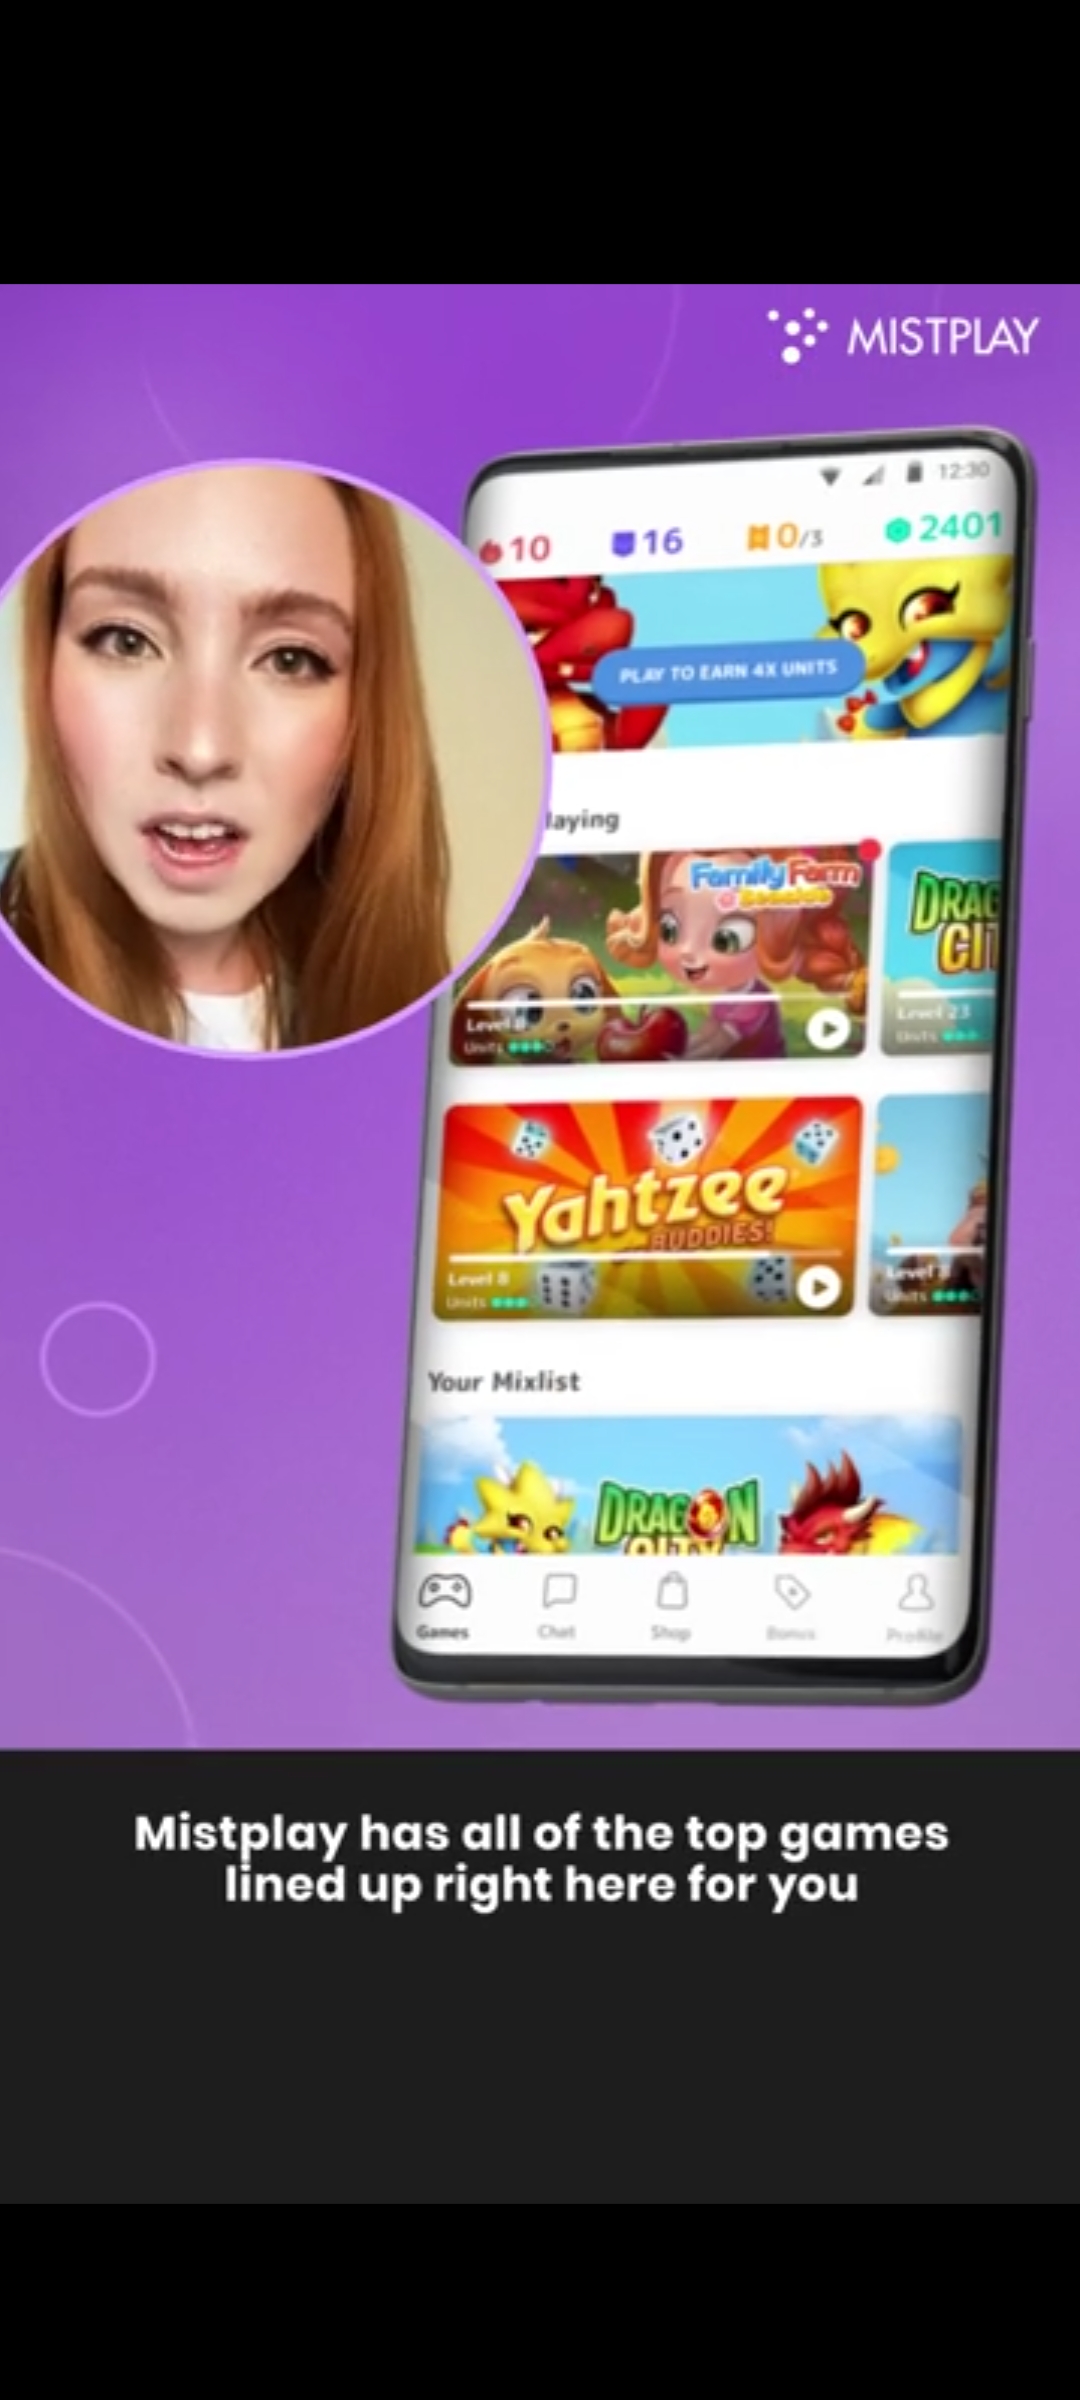 MISTPLAY
12:30
10
16
0/3
2401
PLAY TO EARN 4X UNITS
laying
Family Farm
Seaside
Level
Units
DRAG
CIT
Level 23
Units
Yahtzee
BUDDIES!
Level 8
Units
Level
Units
Your Mixlist
DRAGON
CITY
Games
Chat
Shop
Bonus
Profile
Mistplay has all of the top games
lined up right here for you